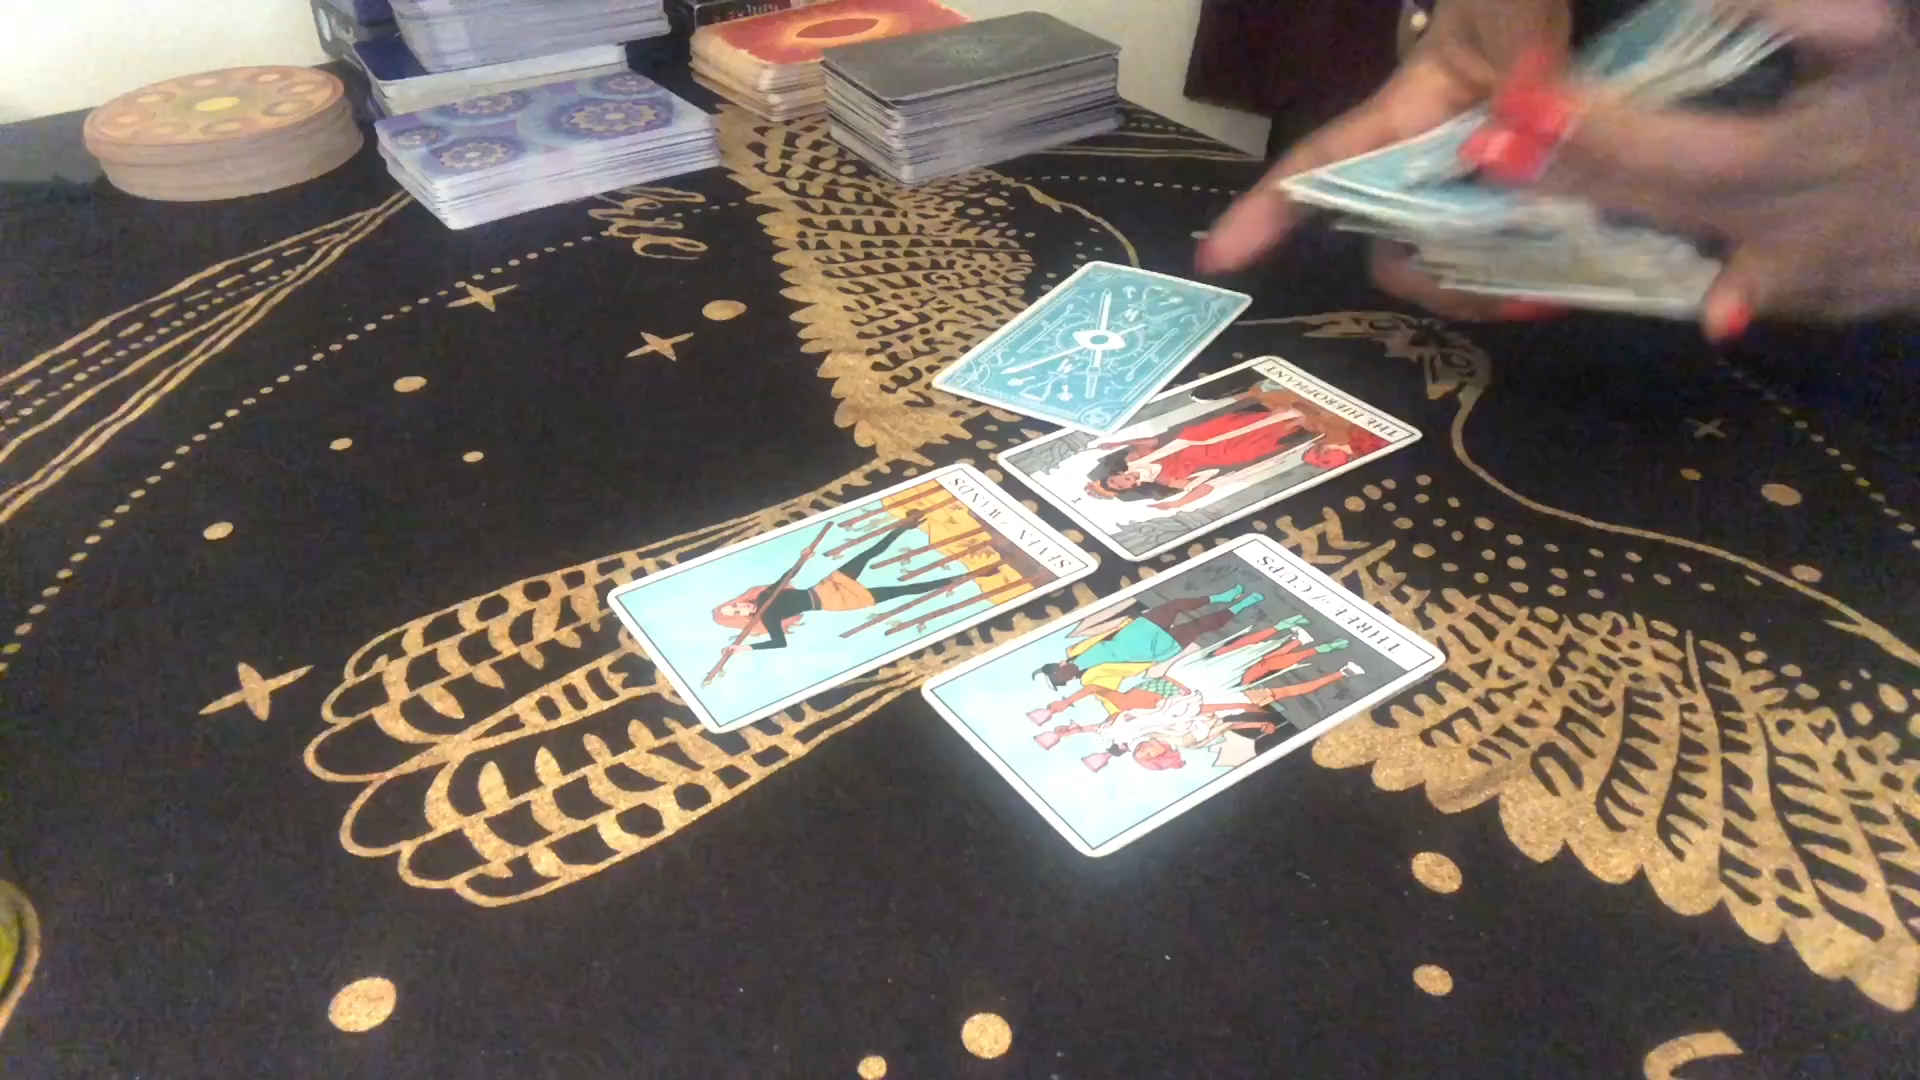 THE HIEROPHANT
SEVEN of WANDS
THREE of CUPS